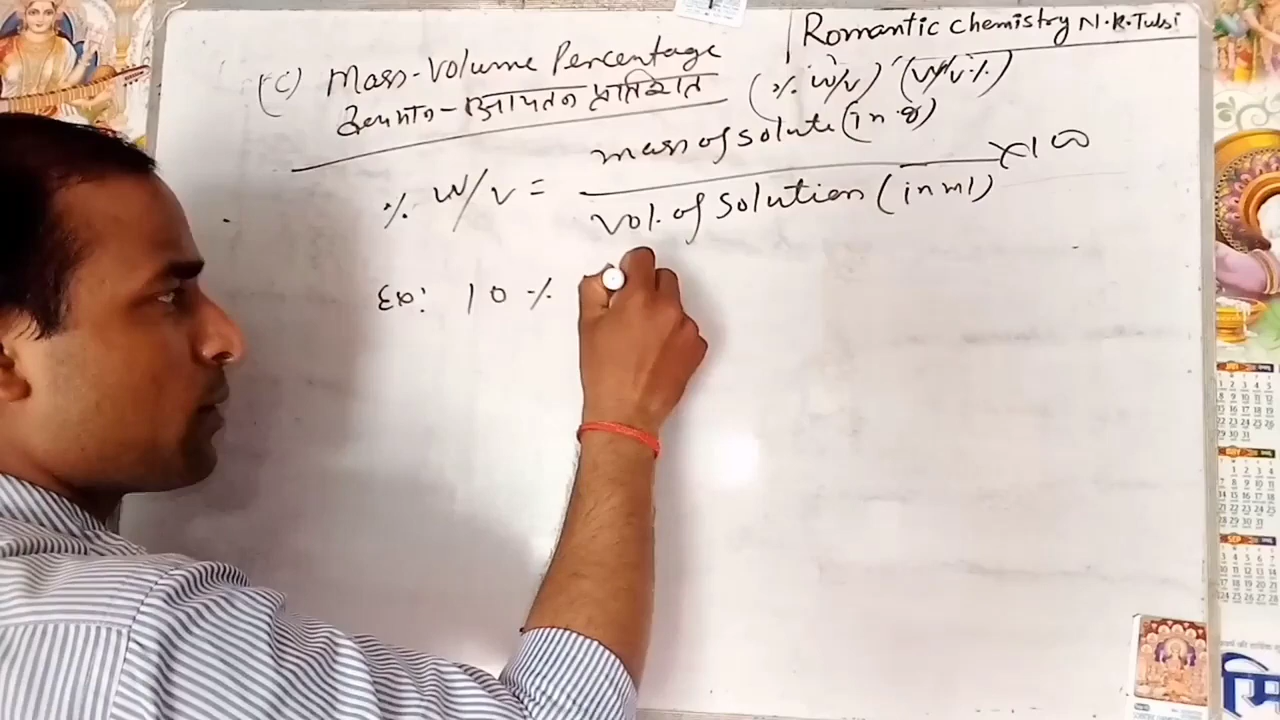 Romantic chemistry N.K.Tulsi
(C) Mass-Volume Percentage (% W/V) (W/V %)
द्रव्यमान-आयतन प्रतिशत
% W/V = mass of solute (in g)
Vol. of solution (in ml) ×100
Ex: 10 %